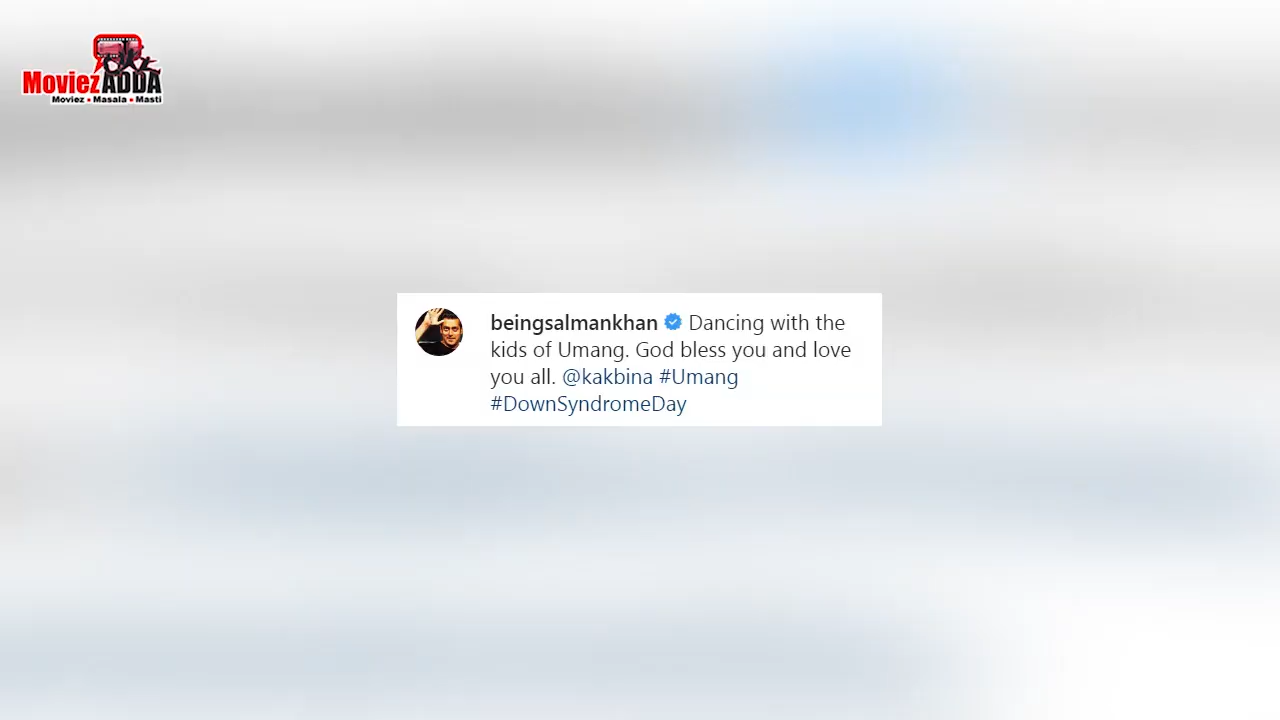 MoviezADDA
Moviez • Masala • Masti
beingsalmankhan Dancing with the
kids of Umang. God bless you and love
you all. @kakbina #Umang
#DownSyndromeDay